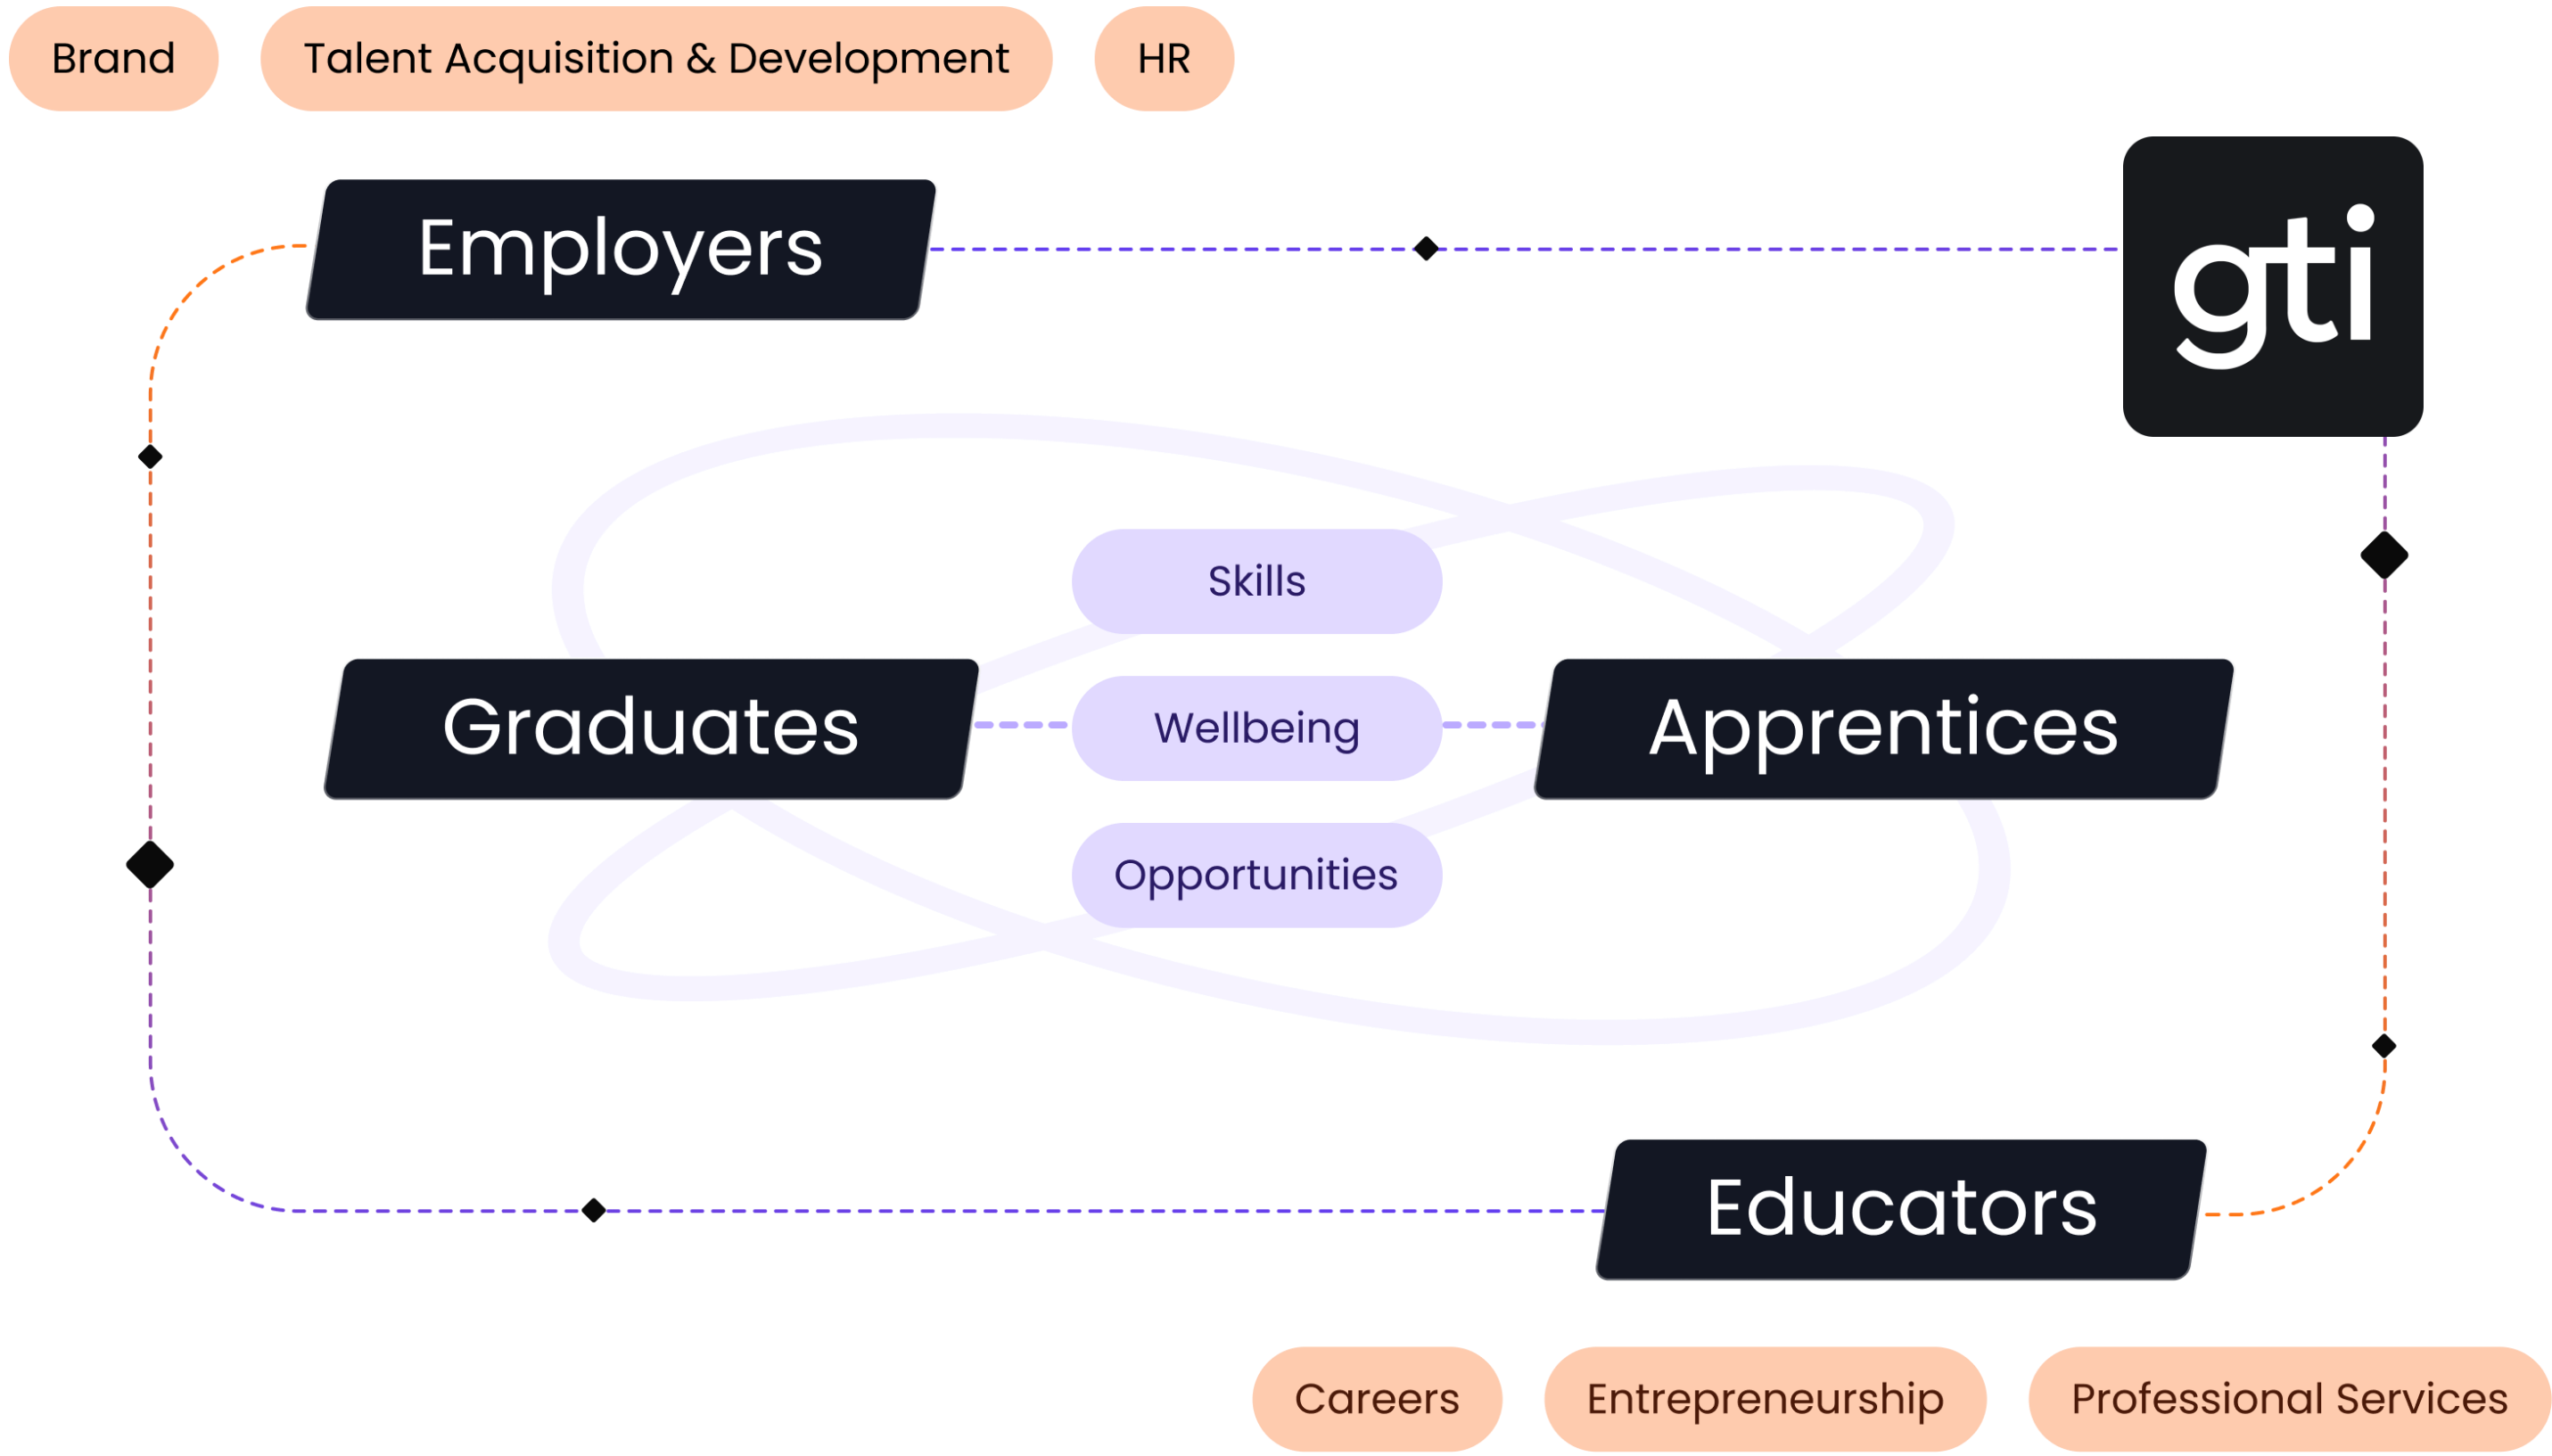 Brand
Talent Acquisition & Development
HR
Employers
gti
Skills
Graduates
Wellbeing
Apprentices
Opportunities
Educators
Careers
Entrepreneurship
Professional Services